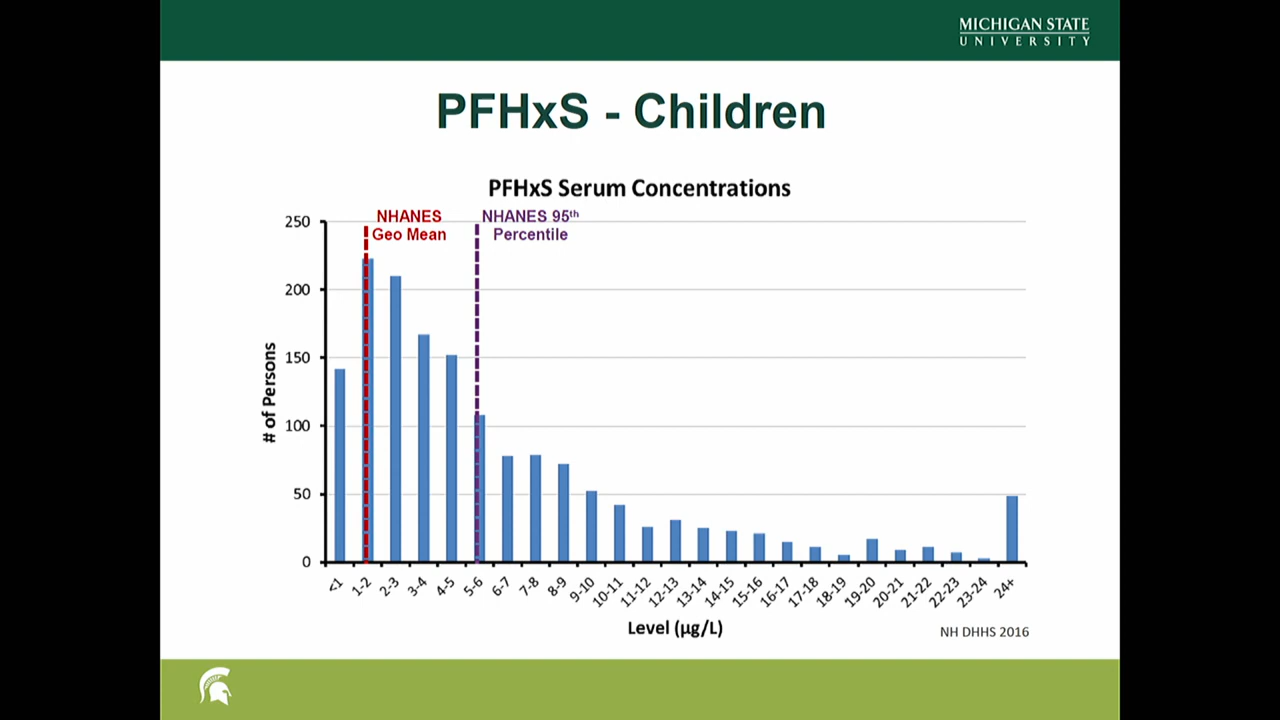 MICHIGAN STATE
UNIVERSITY
PFHxS - Children
PFHxS Serum Concentrations
NHANES
Geo Mean
NHANES 95th
Percentile
250
200
150
100
50
0
# of Persons
<1
1-2
2-3
3-4
4-5
5-6
6-7
7-8
8-9
9-10
10-11
11-12
12-13
13-14
14-15
15-16
16-17
17-18
18-19
19-20
20-21
21-22
22-23
23-24
24+
Level (µg/L)
NH DHHS 2016